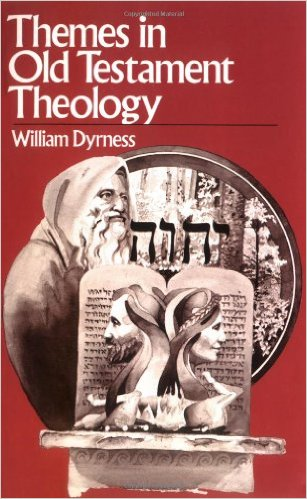 Themes in
Old Testament
Theology
William Dyrness
יהוה